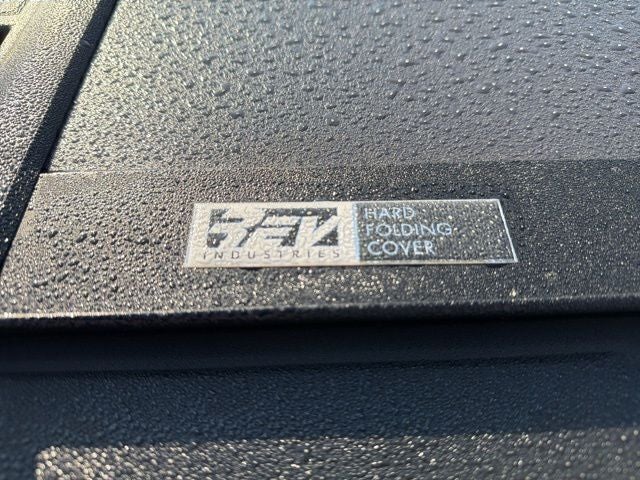 INDUSTRIES
HARD
FOLDING
COVER